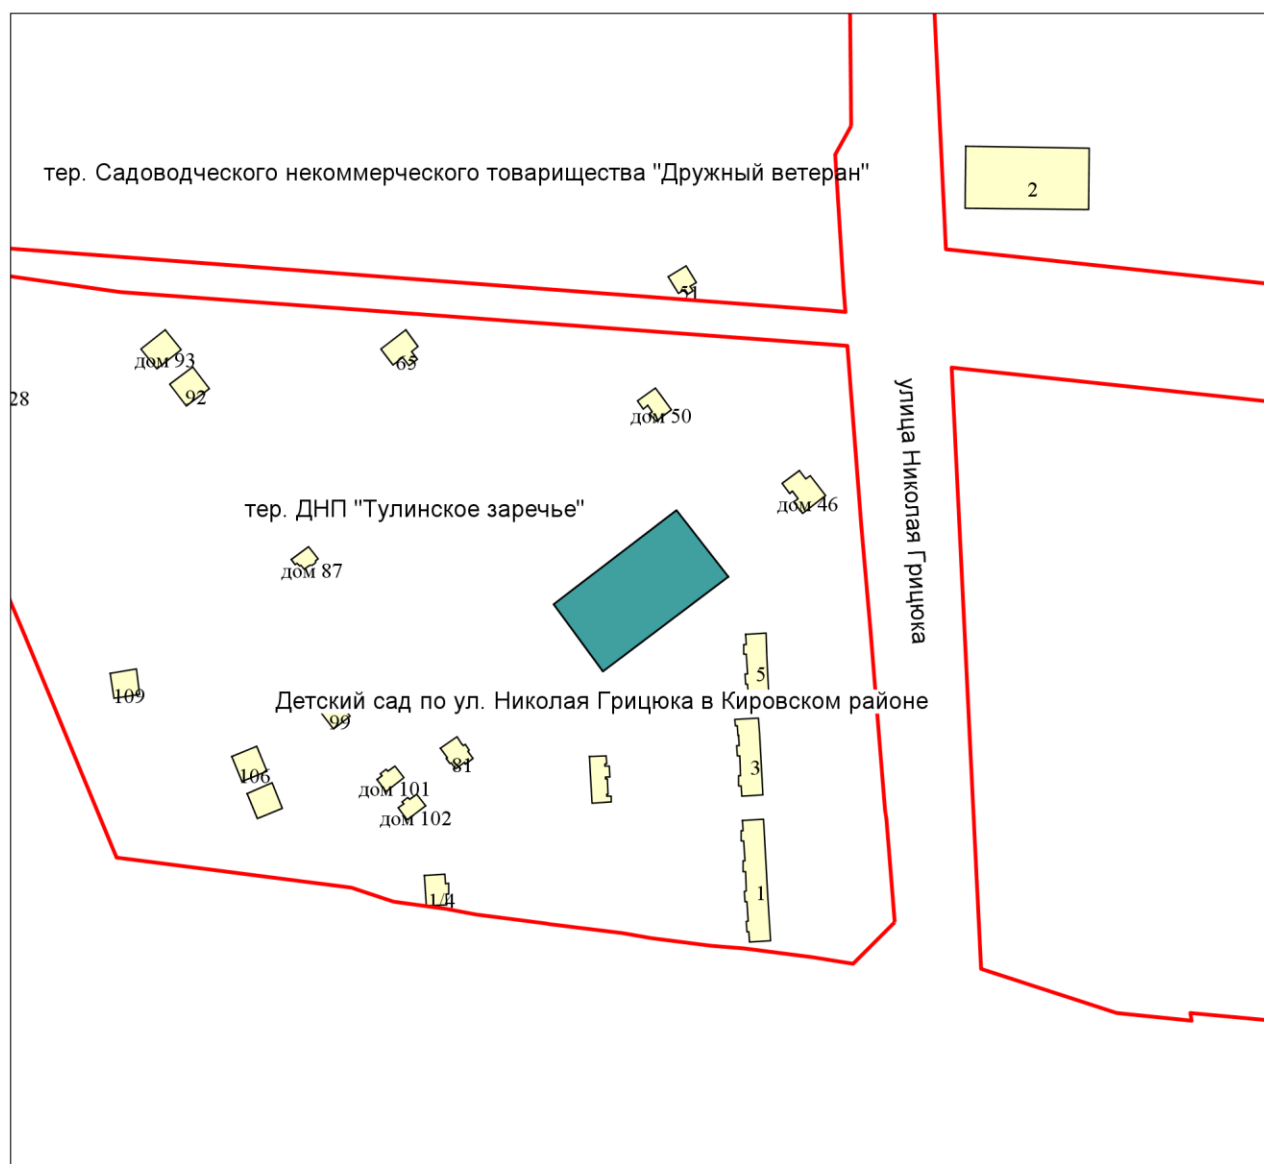 тер. Садоводческого некоммерческого товарищества "Дружный ветеран"
2
51
дом 93
65
92
28
дом 50
улица Николая Грицюка
дом 46
тер. ДНП "Тулинское заречье"
дом 87
5
109
Детский сад по ул. Николая Грицюка в Кировском районе
99
81
3
106
дом 101
дом 102
1
1/4